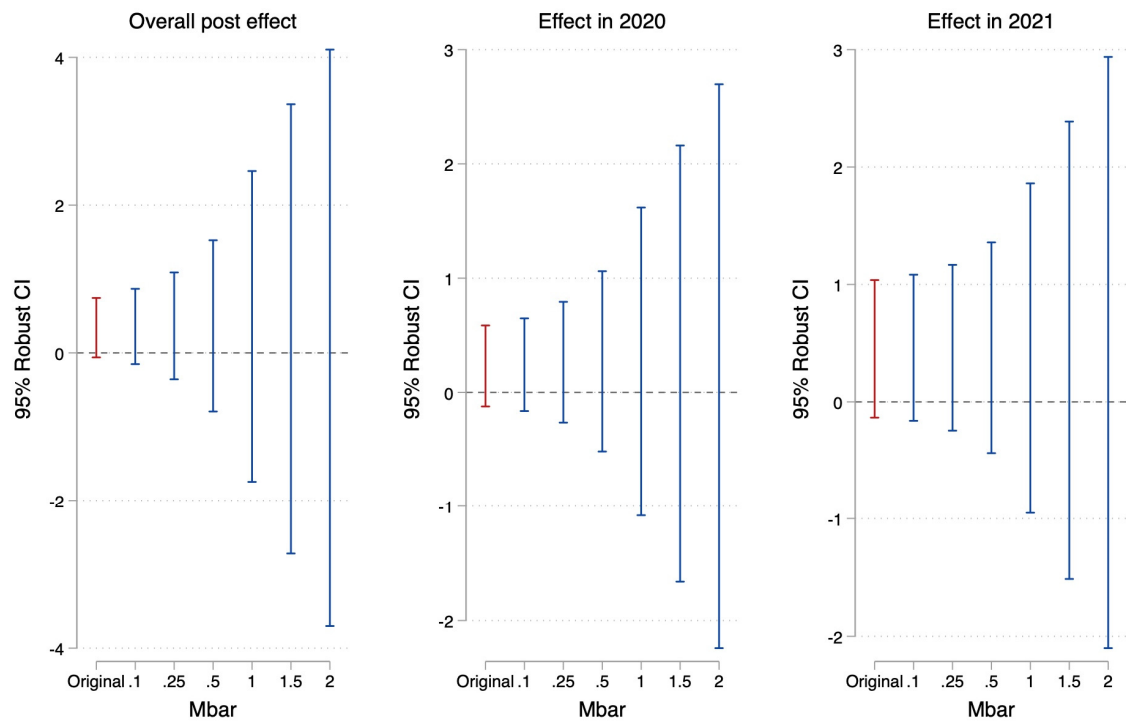 Overall post effect
4
2
0
-2
-4
95% Robust CI
Original .1 .25 .5 1 1.5 2
Mbar
Effect in 2020
3
2
1
0
-1
-2
95% Robust CI
Original .1 .25 .5 1 1.5 2
Mbar
Effect in 2021
3
2
1
0
-1
-2
95% Robust CI
Original .1 .25 .5 1 1.5 2
Mbar